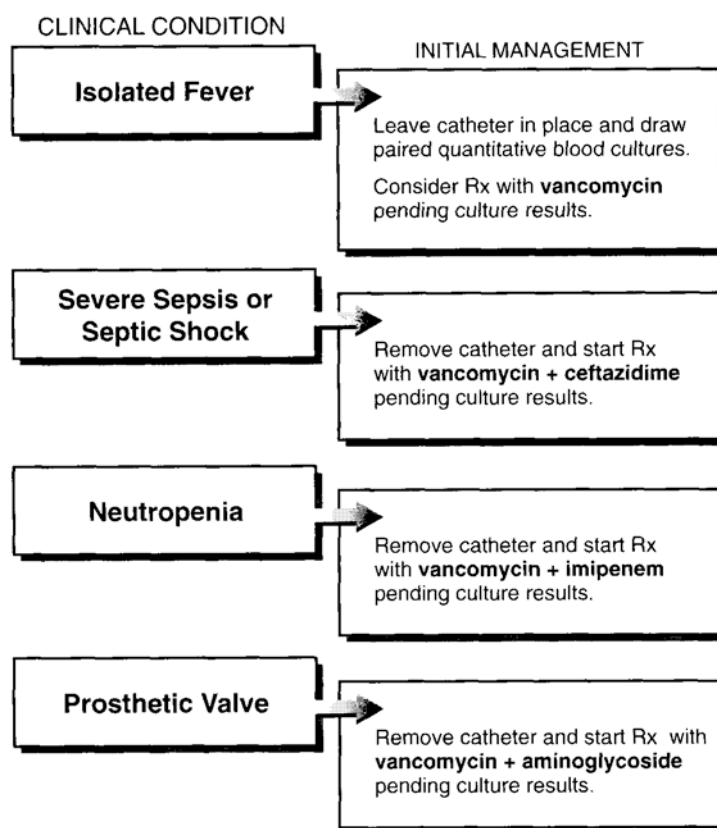 CLINICAL CONDITION
INITIAL MANAGEMENT
Isolated Fever
Leave catheter in place and draw
paired quantitative blood cultures.
Consider Rx with vancomycin
pending culture results.
Severe Sepsis or
Septic Shock
Remove catheter and start Rx
with vancomycin + ceftazidime
pending culture results.
Neutropenia
Remove catheter and start Rx
with vancomycin + imipenem
pending culture results.
Prosthetic Valve
Remove catheter and start Rx with
vancomycin + aminoglycoside
pending culture results.